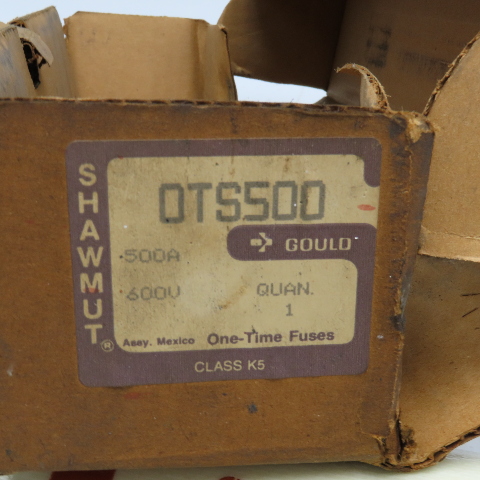 SHAWMUT®
OTS500
GOULD
500A
600V
QUAN.
1
Assy. Mexico One-Time Fuses
CLASS K5